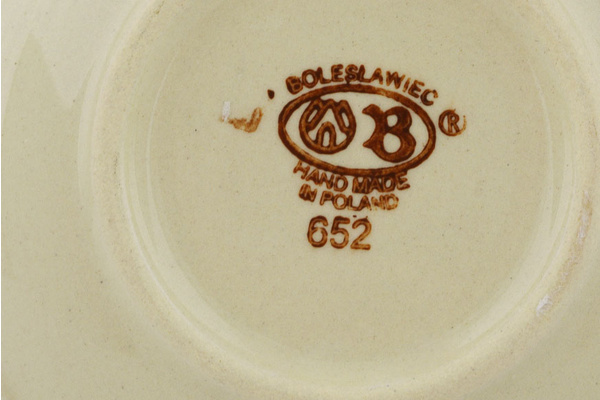 BOLESLAWIEC
B ®
HAND MADE
IN POLAND
652